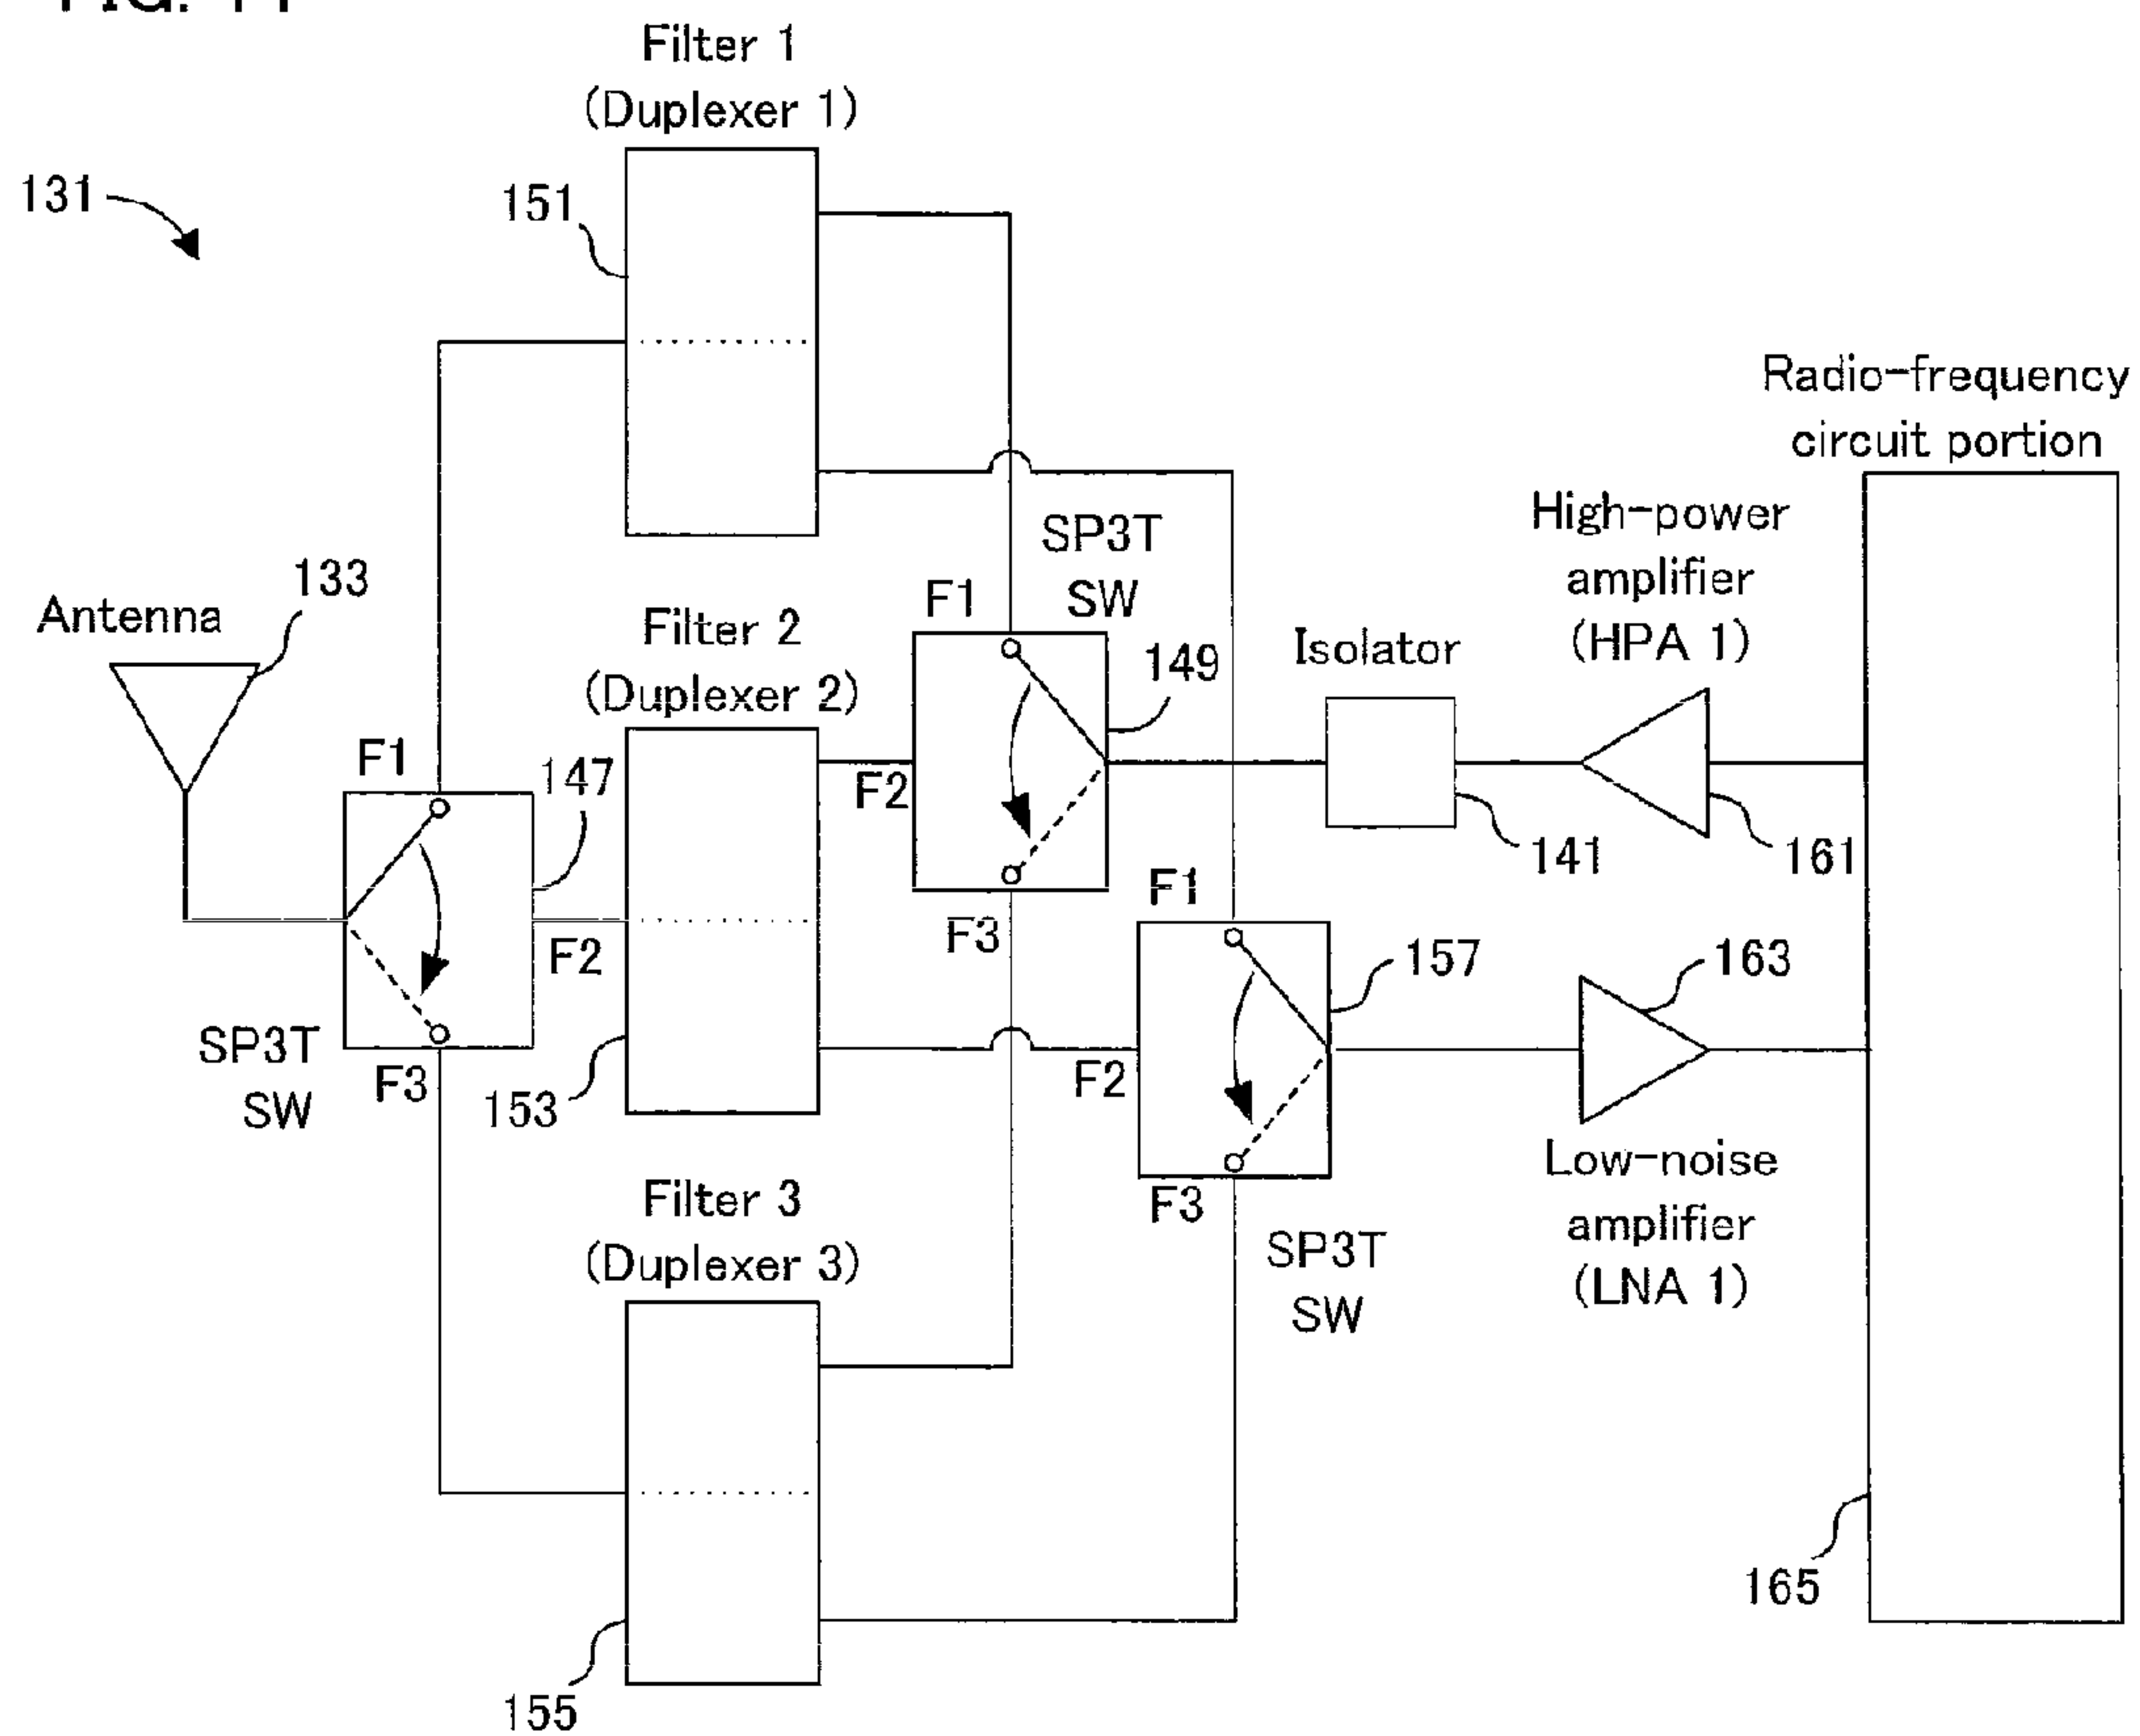 FIG. 11
Filter 1
(Duplexer 1)
131
151
Radio-frequency
circuit portion
High-power
amplifier
(HPA 1)
SP3T
SW
F1
133
Antenna
Filter 2
(Duplexer 2)
Isolator
149
F1
147
F2
141
161
F1
F2
F3
157
163
SP3T
SW
F3
153
F2
Low-noise
amplifier
(LNA 1)
F3
Filter 3
(Duplexer 3)
SP3T
SW
165
155